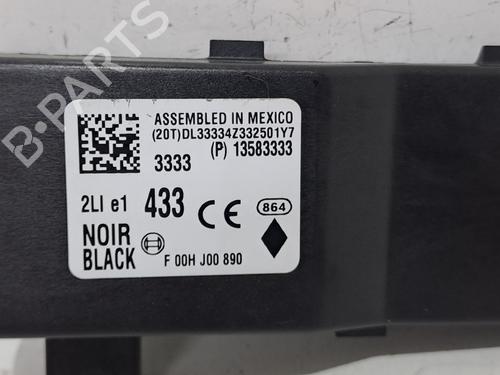 B-Parts
ASSEMBLED IN MEXICO
(20T)DL33334Z332501Y7
(P) 13583333
3333
2LI e1 433 CE 864
NOIR
BLACK F 00H J00 890